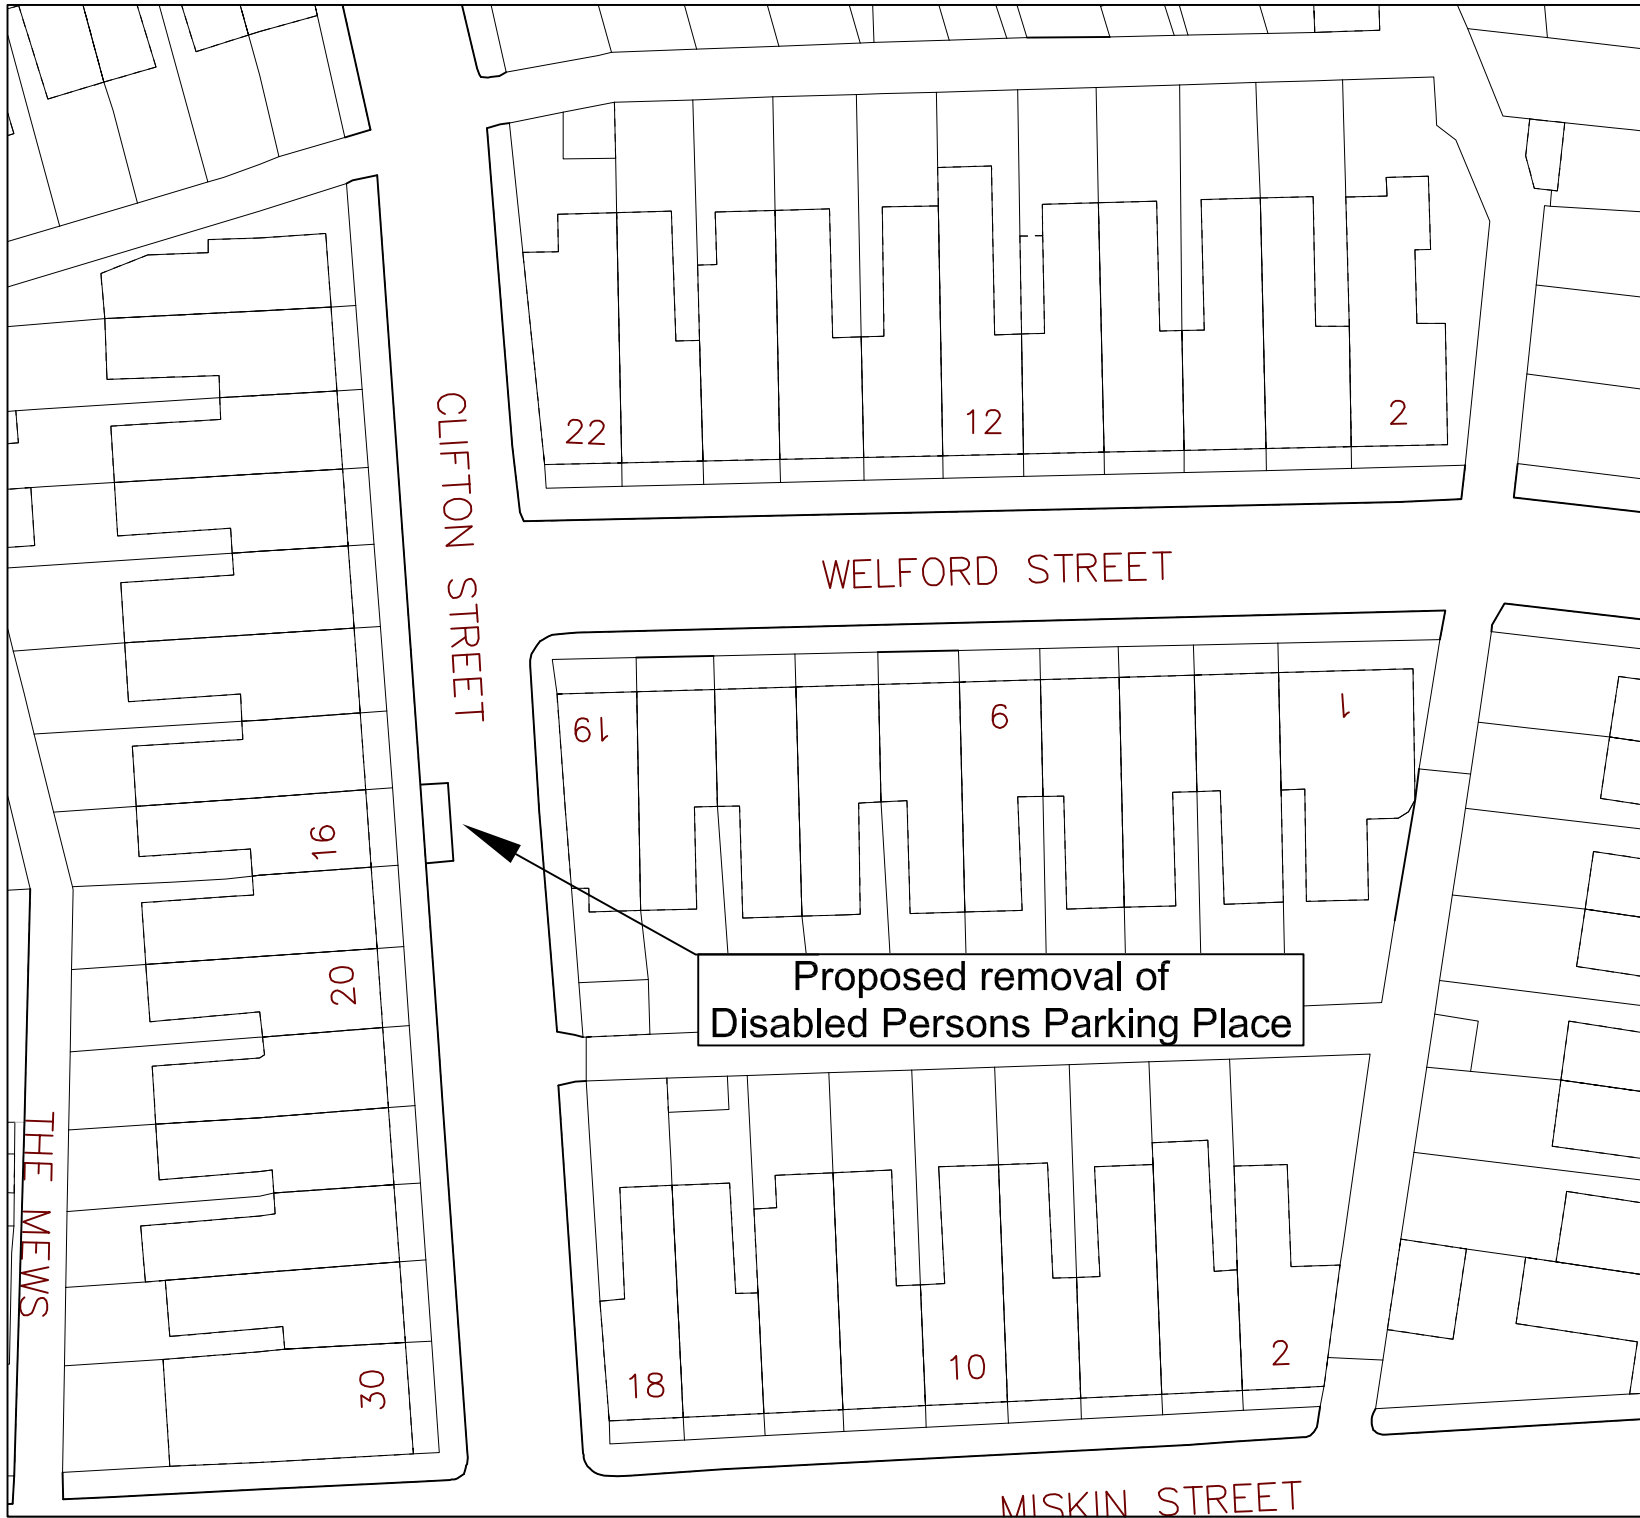 22
12
2
CLIFTON STREET
WELFORD STREET
19
9
1
16
20
Proposed removal of
Disabled Persons Parking Place
THE MEWS
30
18
10
2
MISKIN STREET